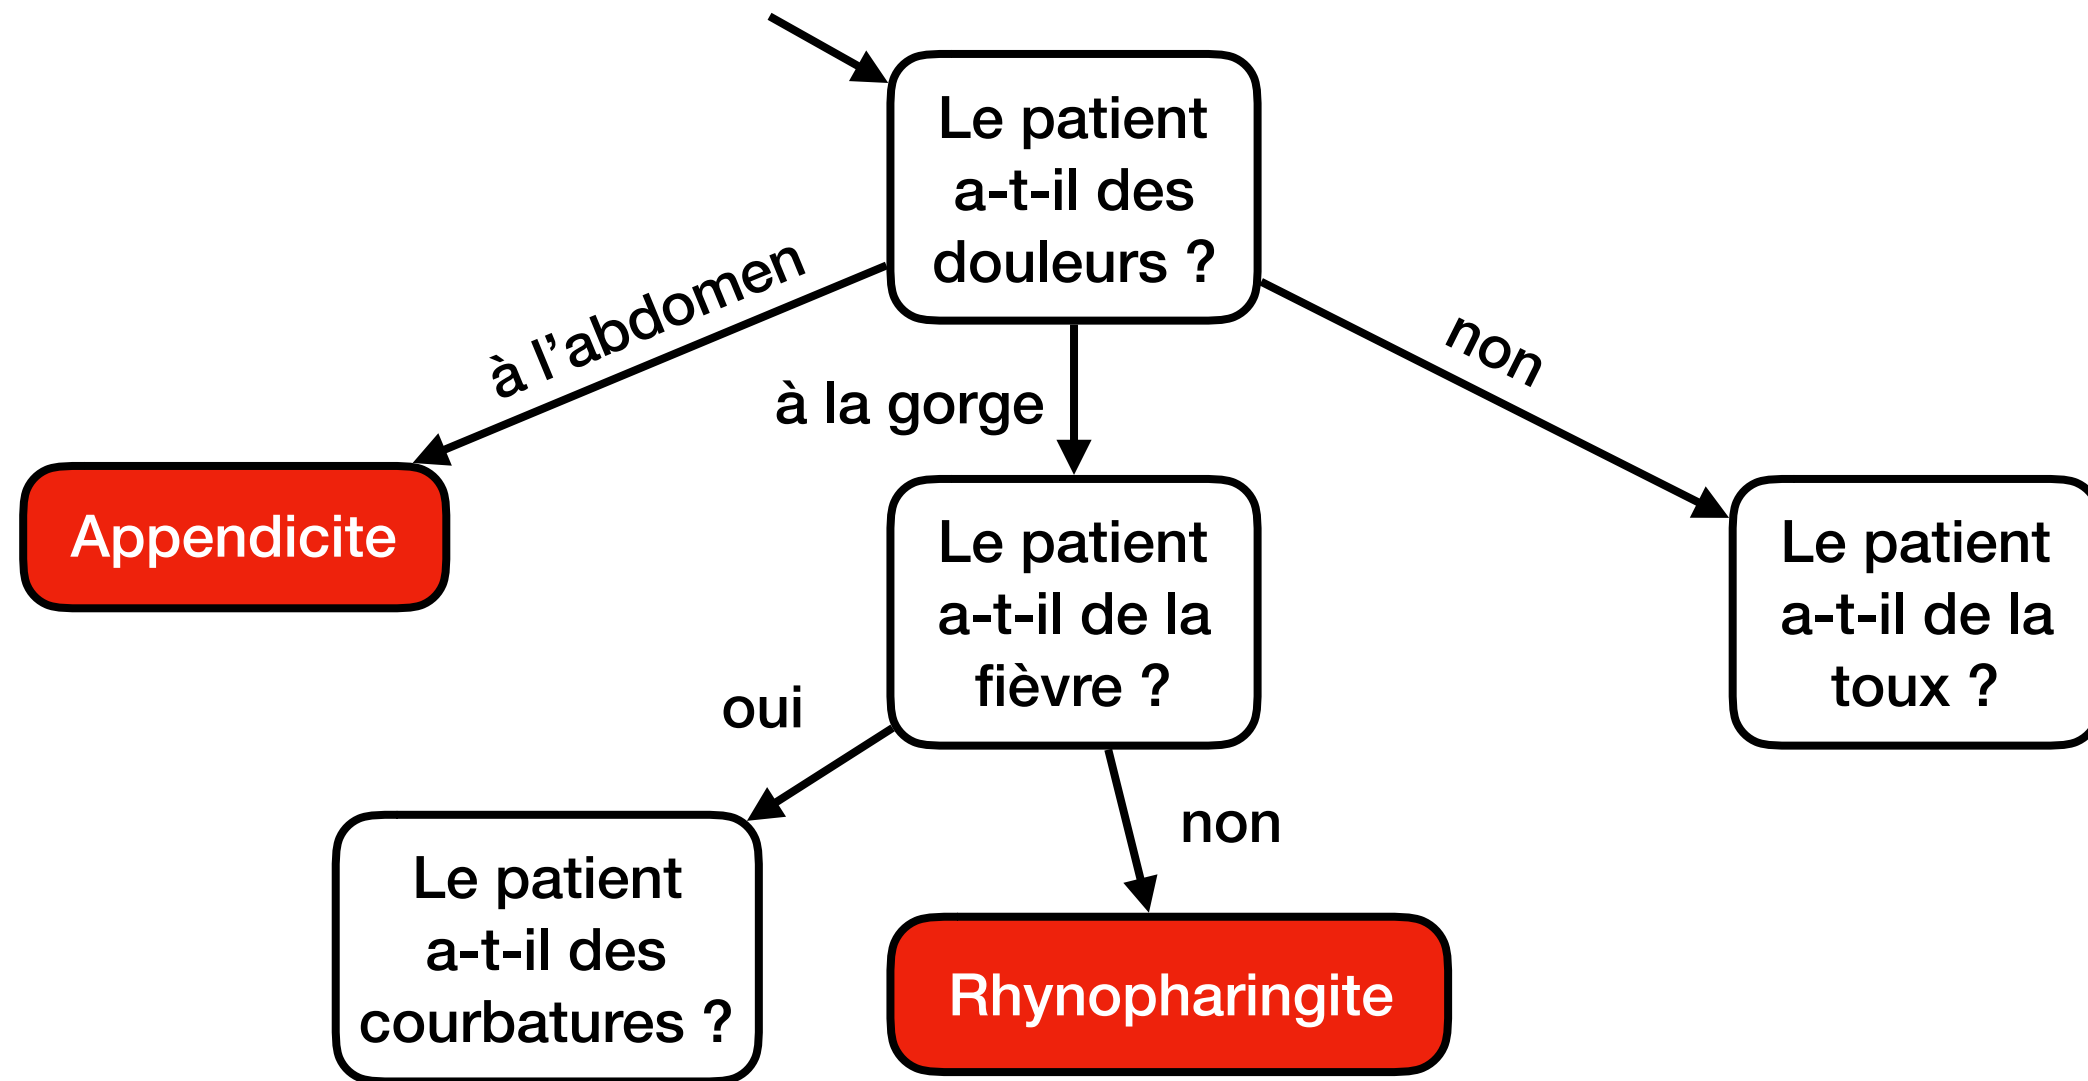 Le patient
a-t-il des
douleurs ?
à l’abdomen
à la gorge
non
Appendicite
Le patient
a-t-il de la
fièvre ?
Le patient
a-t-il de la
toux ?
oui
non
Le patient
a-t-il des
courbatures ?
Rhynopharingite